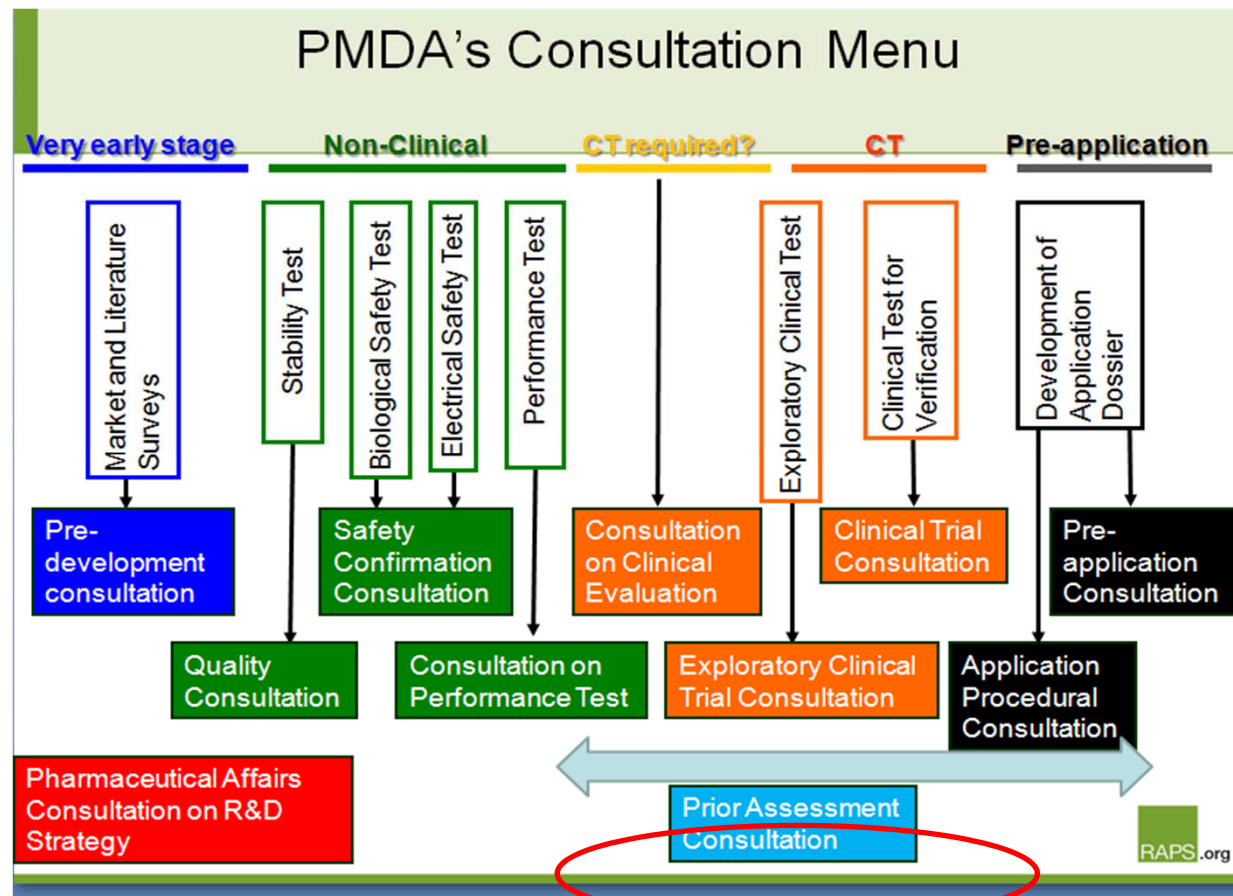 PMDA's Consultation Menu
Very early stage
Non-Clinical
CT required?
CT
Pre-application
Market and Literature
Surveys
Stability Test
Biological Safety Test
Electrical Safety Test
Performance Test
Exploratory Clinical Test
Clinical Test for
Verification
Development of
Application
Dossier
Pre-
development
consultation
Safety
Confirmation
Consultation
Consultation
on Clinical
Evaluation
Clinical Trial
Consultation
Pre-
application
Consultation
Quality
Consultation
Consultation on
Performance Test
Exploratory Clinical
Trial Consultation
Application
Procedural
Consultation
Pharmaceutical Affairs
Consultation on R&D
Strategy
Prior Assessment
Consultation
RAPS.org